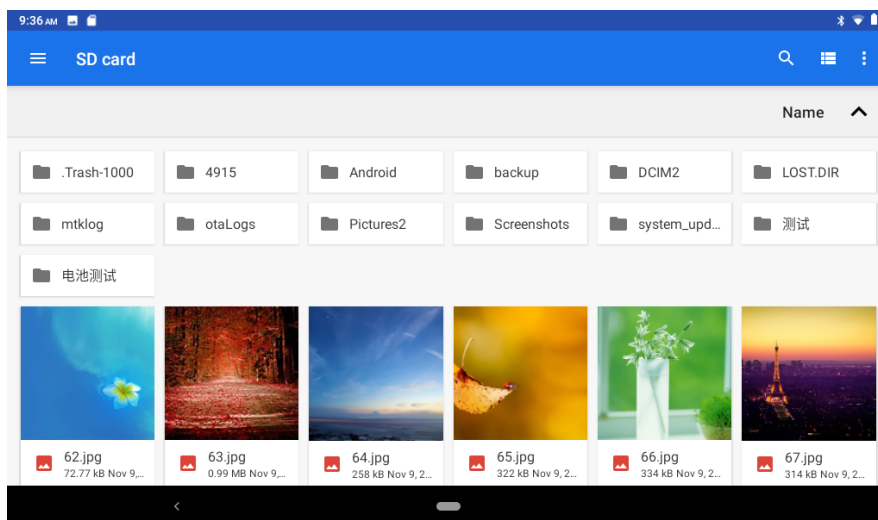 9:36 AM
SD card
Name
.Trash-1000
4915
Android
backup
DCIM2
LOST.DIR
mtklog
otaLogs
Pictures2
Screenshots
system_upd...
测试
电池测试
62.jpg
72.77 kB Nov 9,...
63.jpg
0.99 MB Nov 9,...
64.jpg
258 kB Nov 9, 2...
65.jpg
322 kB Nov 9, 2...
66.jpg
334 kB Nov 9, 2...
67.jpg
314 kB Nov 9, 2...